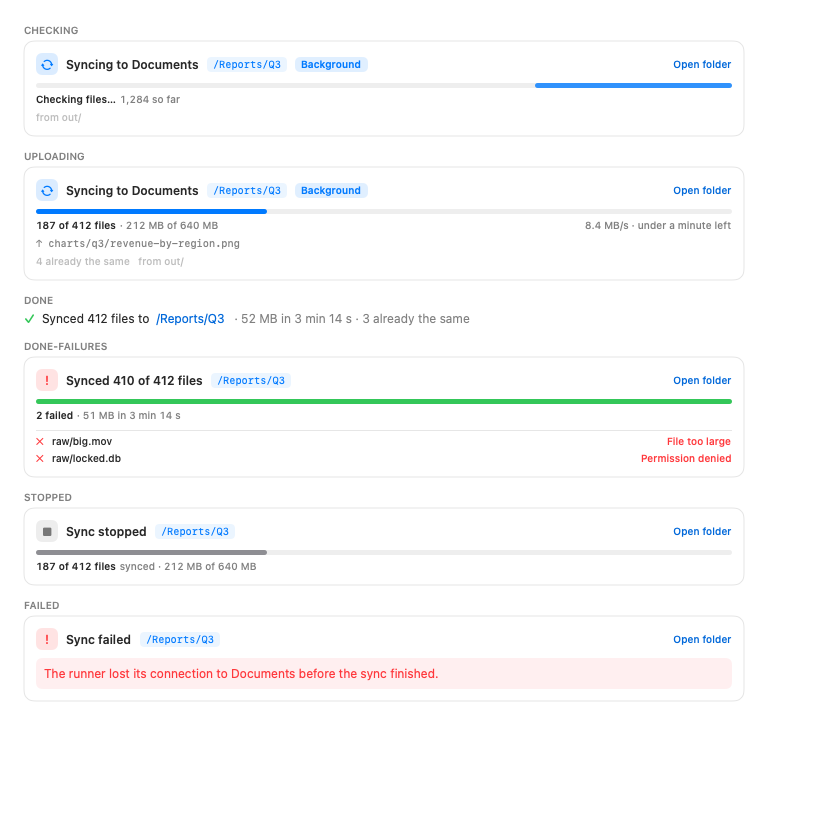 CHECKING
Syncing to Documents /Reports/Q3 Background Open folder
Checking files... 1,284 so far
from out/
UPLOADING
Syncing to Documents /Reports/Q3 Background Open folder
187 of 412 files · 212 MB of 640 MB 8.4 MB/s · under a minute left
↑ charts/q3/revenue-by-region.png
4 already the same from out/
DONE
Synced 412 files to /Reports/Q3 · 52 MB in 3 min 14 s · 3 already the same
DONE-FAILURES
! Synced 410 of 412 files /Reports/Q3 Open folder
2 failed · 51 MB in 3 min 14 s
raw/big.mov File too large
raw/locked.db Permission denied
STOPPED
Sync stopped /Reports/Q3 Open folder
187 of 412 files synced · 212 MB of 640 MB
FAILED
! Sync failed /Reports/Q3 Open folder
The runner lost its connection to Documents before the sync finished.